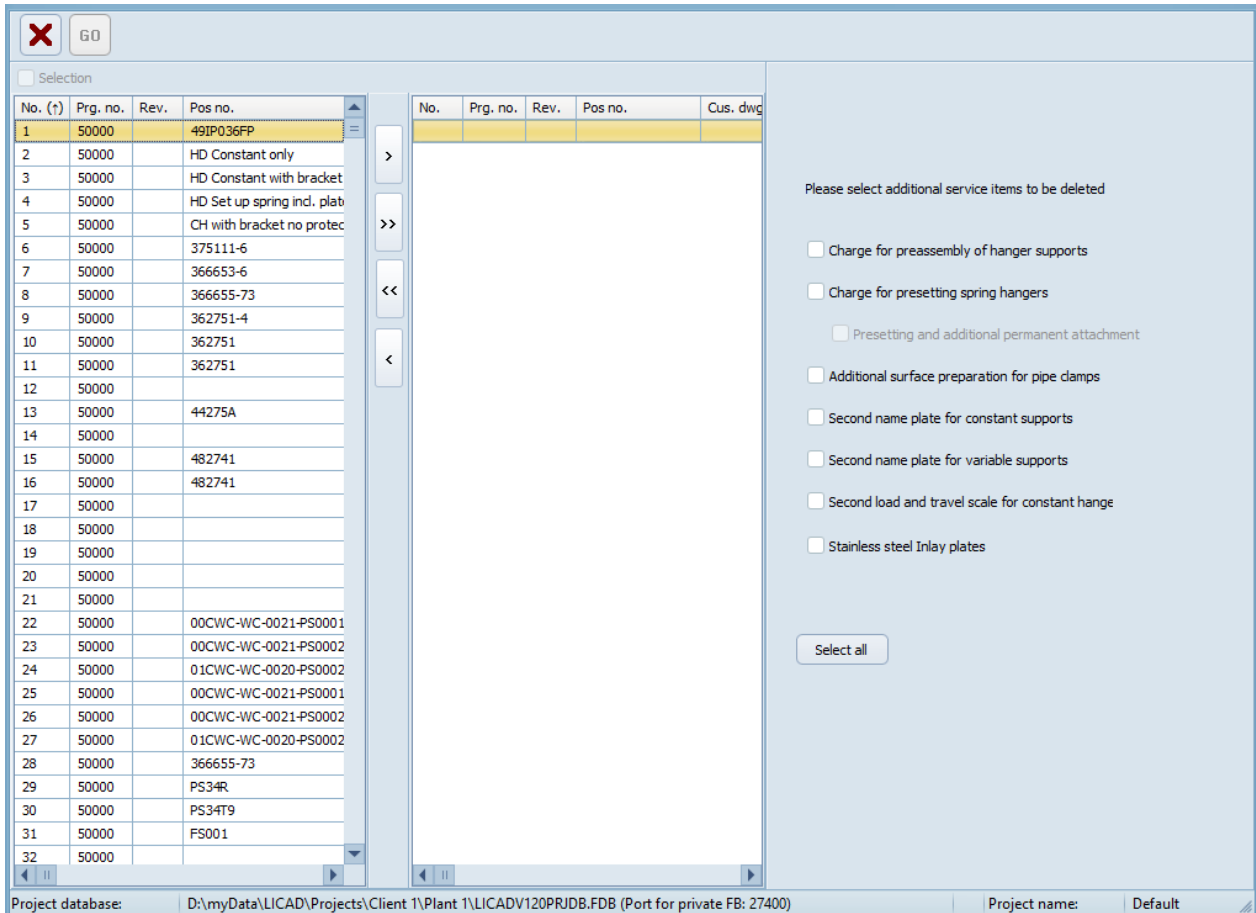 GO
Selection
No. (↑) Prg. no. Rev. Pos no.
1 50000 49IP036FP
2 50000 HD Constant only
3 50000 HD Constant with bracket
4 50000 HD Set up spring incl. plat
5 50000 CH with bracket no protec
6 50000 375111-6
7 50000 366653-6
8 50000 366655-73
9 50000 362751-4
10 50000 362751
11 50000 362751
12 50000
13 50000 44275A
14 50000
15 50000 482741
16 50000 482741
17 50000
18 50000
19 50000
20 50000
21 50000
22 50000 00CWC-WC-0021-PS0001
23 50000 00CWC-WC-0021-PS0002
24 50000 01CWC-WC-0020-PS0002
25 50000 00CWC-WC-0021-PS0001
26 50000 00CWC-WC-0021-PS0002
27 50000 01CWC-WC-0020-PS0002
28 50000 366655-73
29 50000 PS34R
30 50000 PS34T9
31 50000 FS001
32 50000
>
>>
<<
<
No. Prg. no. Rev. Pos no. Cus. dwg
Please select additional service items to be deleted
Charge for preassembly of hanger supports
Charge for presetting spring hangers
Presetting and additional permanent attachment
Additional surface preparation for pipe clamps
Second name plate for constant supports
Second name plate for variable supports
Second load and travel scale for constant hange
Stainless steel Inlay plates
Select all
Project database: D:\myData\LICAD\Projects\Client 1\Plant 1\LICADV120PRJDB.FDB (Port for private FB: 27400) Project name: Default